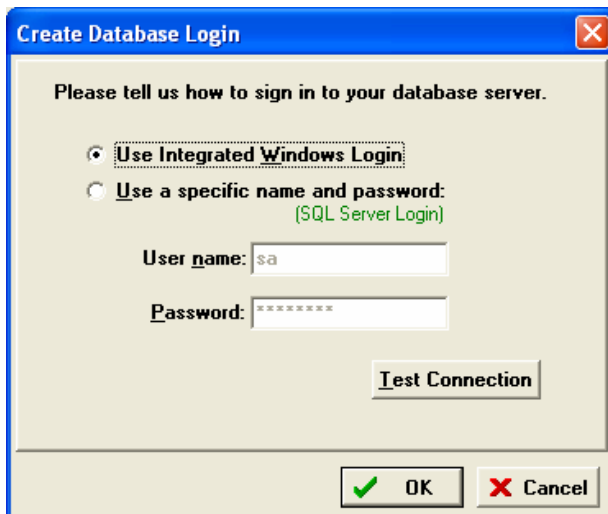 Create Database Login
Please tell us how to sign in to your database server.
Use Integrated Windows Login
Use a specific name and password:
(SQL Server Login)
User name: sa
Password: ********
Test Connection
OK Cancel